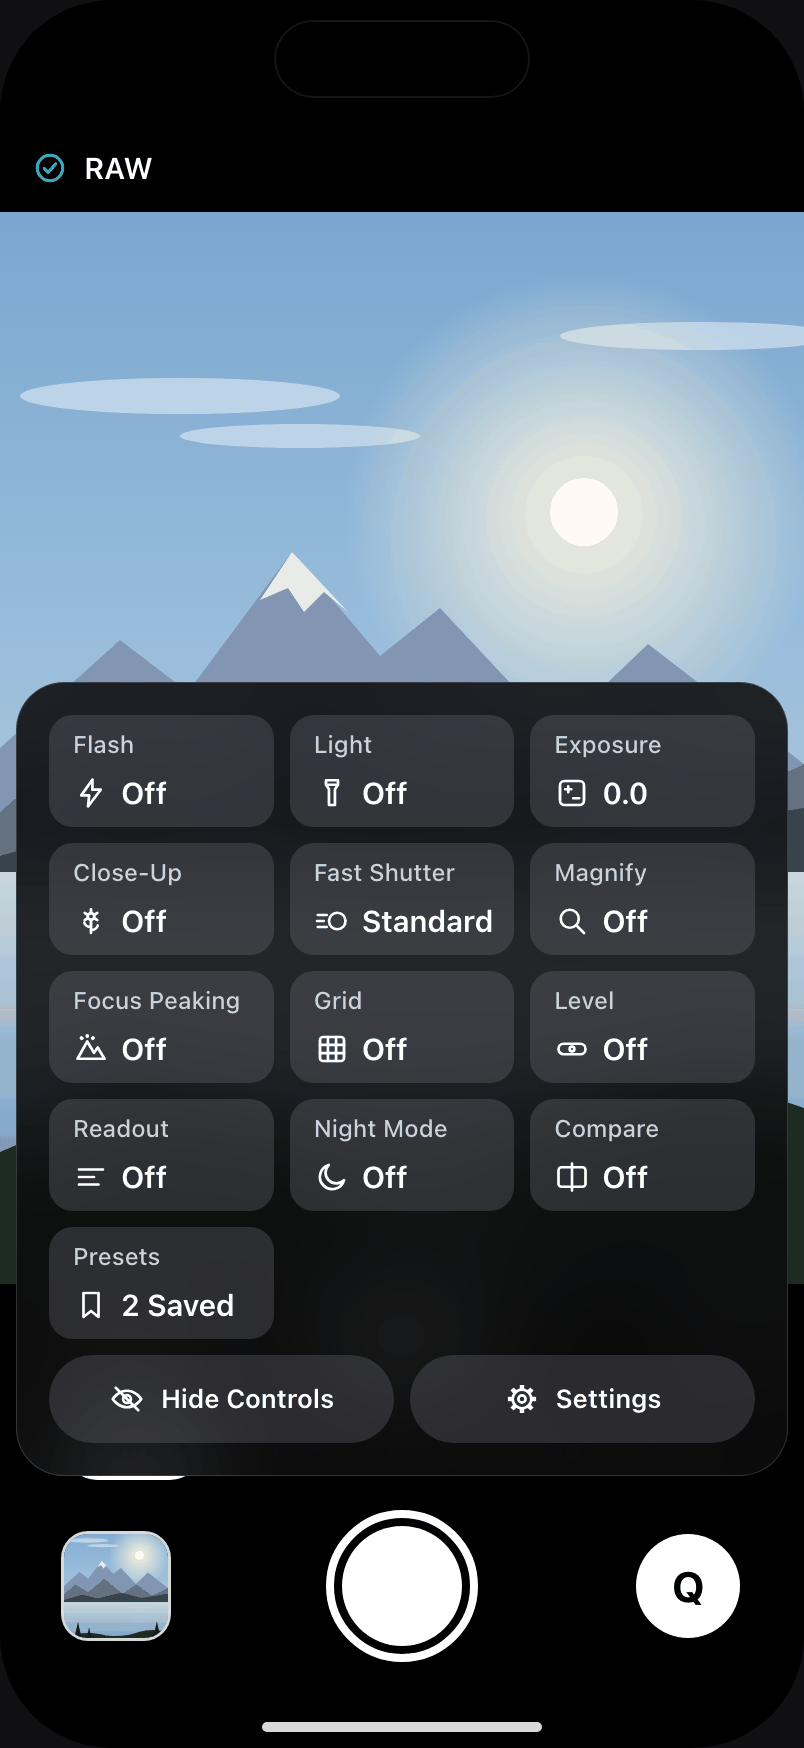 RAW
Flash
Off
Light
Off
Exposure
0.0
Close-Up
Off
Fast Shutter
Standard
Magnify
Off
Focus Peaking
Off
Grid
Off
Level
Off
Readout
Off
Night Mode
Off
Compare
Off
Presets
2 Saved
Hide Controls
Settings
Q